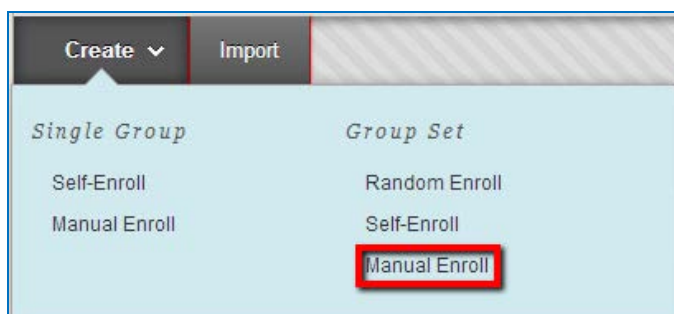 Create Import
Single Group
Self-Enroll
Manual Enroll
Group Set
Random Enroll
Self-Enroll
Manual Enroll